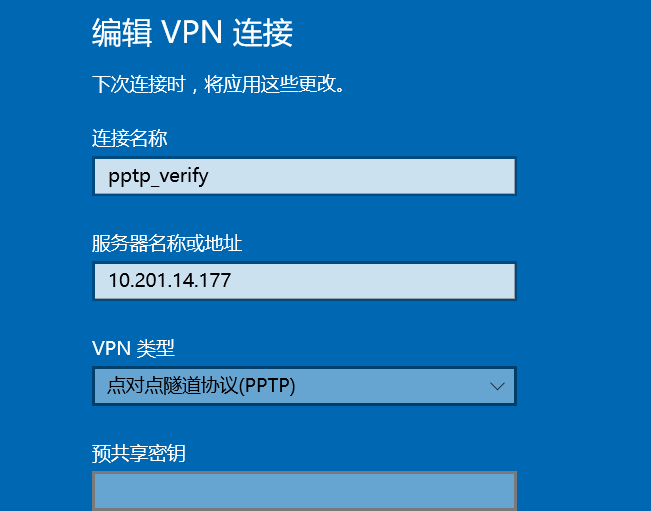 编辑 VPN 连接
下次连接时，将应用这些更改。
连接名称
pptp_verify
服务器名称或地址
10.201.14.177
VPN 类型
点对点隧道协议(PPTP)
预共享密钥